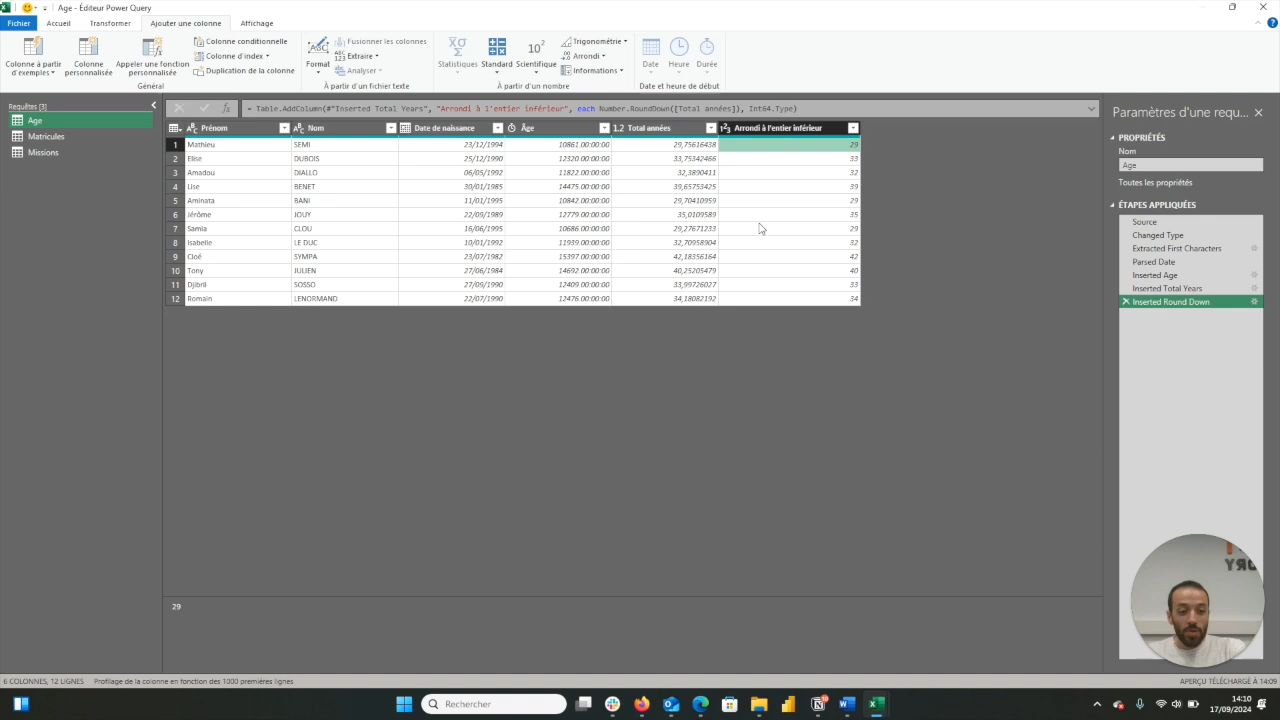 Age - Éditeur Power Query
Fichier Accueil Transformer Ajouter une colonne Affichage
Colonne à partir d'exemples
Colonne personnalisée
Appeler une fonction personnalisée
Colonne conditionnelle
Colonne d'index
Duplication de la colonne
Général
ABC
Format
Fusionner les colonnes
ABC 123 Extraire
Analyser
À partir d'un fichier texte
Statistiques
Standard
10² Scientifique
Trigonométrie
Arrondi
Informations
À partir d'un nombre
Date
Heure
Durée
Date et heure de début
Requêtes [3]
Age
Matricules
Missions
fx = Table.AddColumn(#"Inserted Total Years", "Arrondi à l'entier inférieur", each Number.RoundDown([Total années]), Int64.Type)
Prénom Nom Date de naissance Âge 1.2 Total années Arrondi à l'entier inférieur
1 Mathieu SEMI 23/12/1994 10861.00:00:00 29,75616438 29
2 Elise DUBOIS 25/12/1990 12320.00:00:00 33,75342466 33
3 Amadou DIALLO 06/05/1992 11822.00:00:00 32,3890411 32
4 Lise BENET 30/01/1985 14475.00:00:00 39,65753425 39
5 Aminata BANI 11/01/1995 10842.00:00:00 29,70410959 29
6 Jérôme JOUY 22/09/1989 12779.00:00:00 35,0109589 35
7 Samia CLOU 16/06/1995 10686.00:00:00 29,27671233 29
8 Isabelle LE DUC 10/01/1992 11939.00:00:00 32,70958904 32
9 Cloé SYMPA 23/07/1982 15397.00:00:00 42,18356164 42
10 Tony JULIEN 27/06/1984 14692.00:00:00 40,25205479 40
11 Djibril SOSSO 27/09/1990 12409.00:00:00 33,99726027 33
12 Romain LENORMAND 22/07/1990 12476.00:00:00 34,18082192 34
29
Paramètres d'une requ...
PROPRIÉTÉS
Nom
Age
Toutes les propriétés
ÉTAPES APPLIQUÉES
Source
Changed Type
Extracted First Characters
Parsed Date
Inserted Age
Inserted Total Years
Inserted Round Down
6 COLONNES, 12 LIGNES Profilage de la colonne en fonction des 1000 premières lignes
APERÇU TÉLÉCHARGÉ À 14:09
Rechercher
14:10
17/09/2024